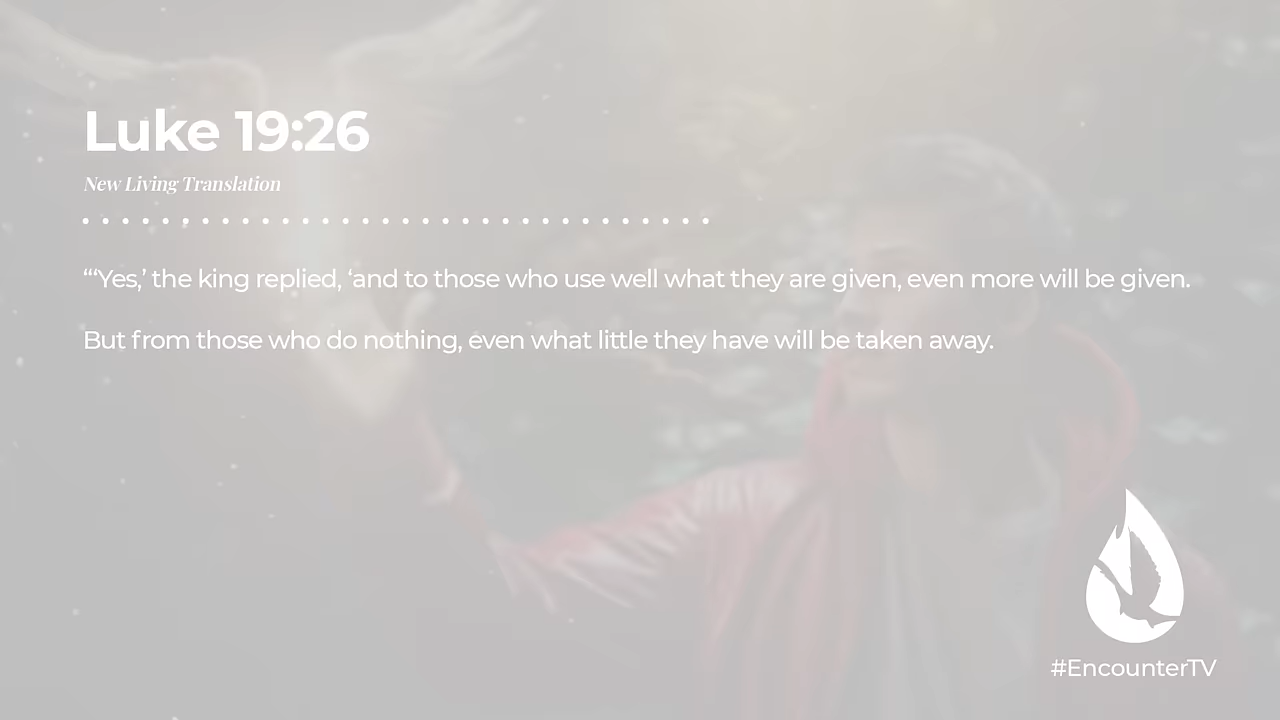 Luke 19:26
New Living Translation
“‘Yes,’ the king replied, ‘and to those who use well what they are given, even more will be given.
But from those who do nothing, even what little they have will be taken away.
#EncounterTV